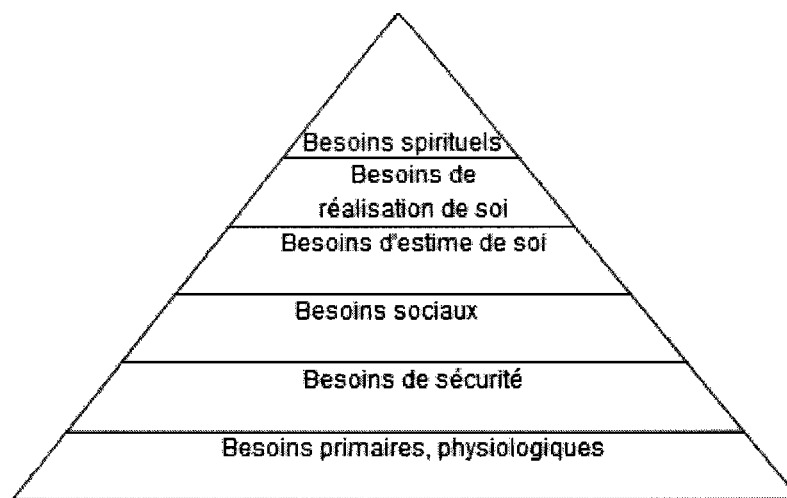 Besoins spirituels
Besoins de
réalisation de soi
Besoins d'estime de soi
Besoins sociaux
Besoins de sécurité
Besoins primaires, physiologiques